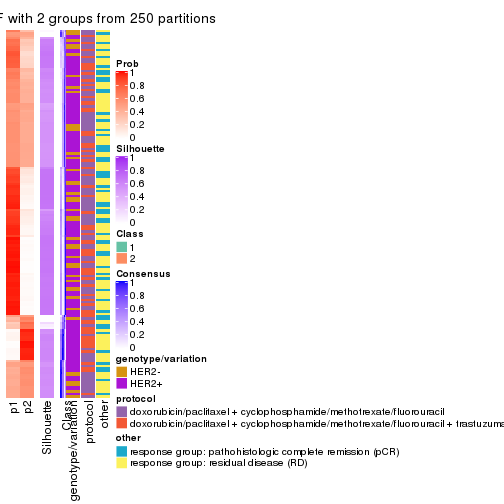 F with 2 groups from 250 partitions
Prob
1
0.8
0.6
0.4
0.2
0
Silhouette
1
0.8
0.6
0.4
0.2
0
Class
1
2
Consensus
1
0.8
0.6
0.4
0.2
0
genotype/variation
HER2-
HER2+
protocol
doxorubicin/paclitaxel + cyclophosphamide/methotrexate/fluorouracil
doxorubicin/paclitaxel + cyclophosphamide/methotrexate/fluorouracil + trastuzuma
other
response group: pathohistologic complete remission (pCR)
response group: residual disease (RD)
p1
p2
Silhouette
Class
genotype/variation
protocol
other